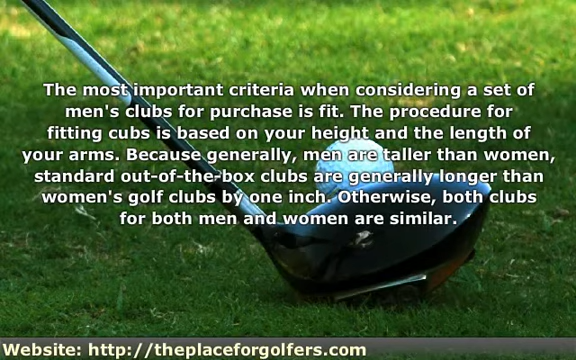 The most important criteria when considering a set of
men's clubs for purchase is fit. The procedure for
fitting cubs is based on your height and the length of
your arms. Because generally, men are taller than women,
standard out-of-the-box clubs are generally longer than
women's golf clubs by one inch. Otherwise, both clubs
for both men and women are similar.
Website: http://theplaceforgolfers.com